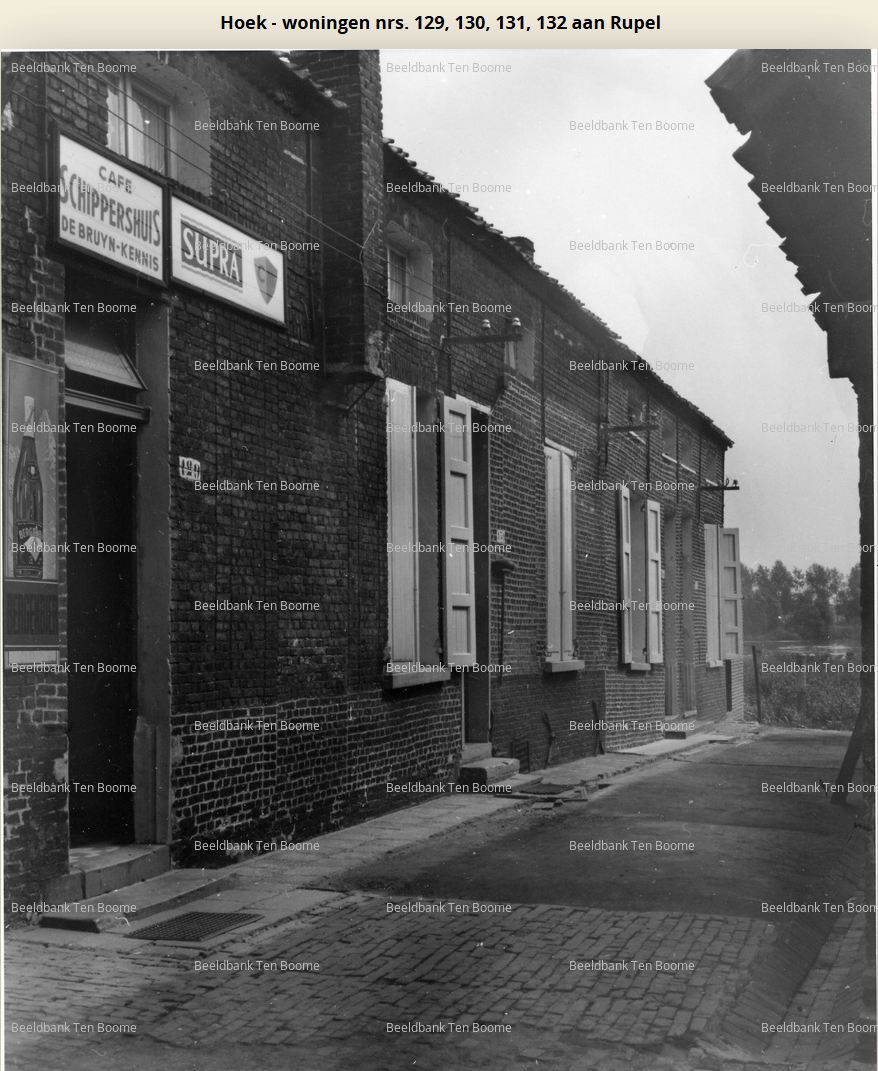 Hoek - woningen nrs. 129, 130, 131, 132 aan Rupel
CAFE
SCHIPPERSHUIS
DE BRUYN-KENNIS
SUPRA
Beeldbank Ten Boome